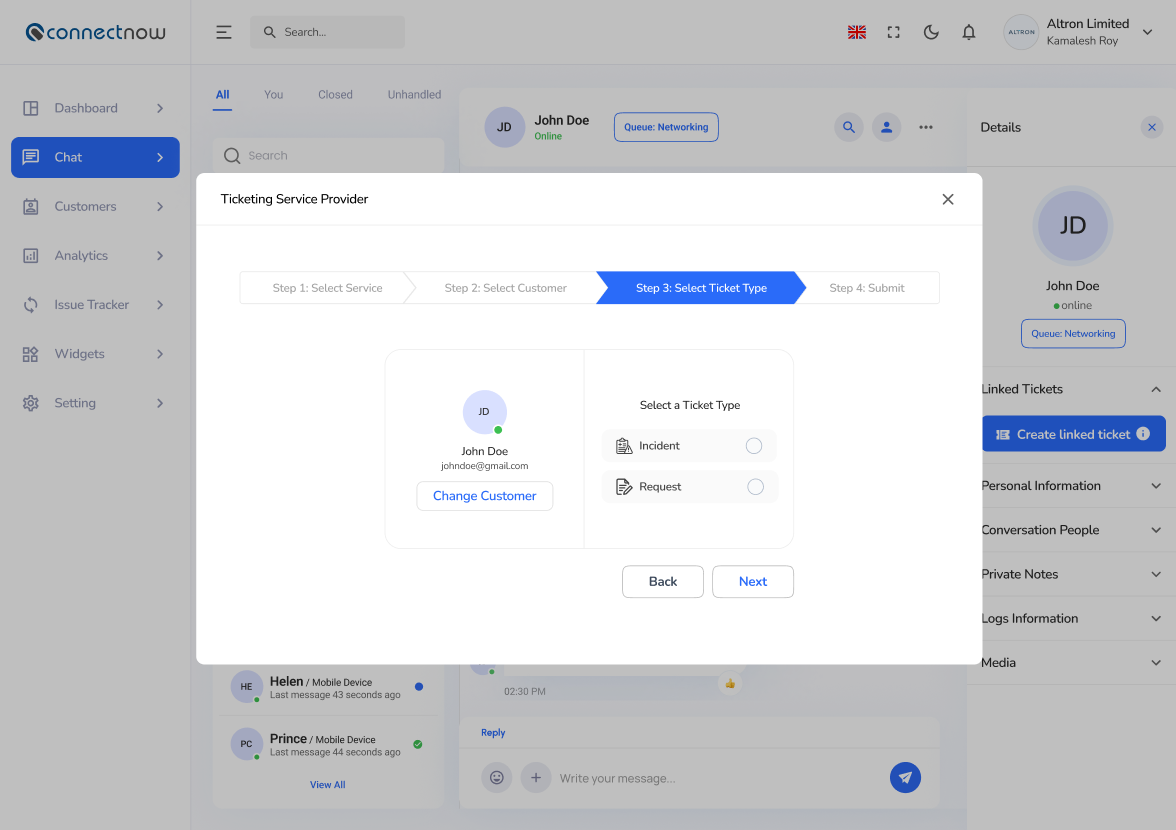 connectnow
Search...
ALTRON
Altron Limited
Kamalesh Roy
Dashboard
Chat
Customers
Analytics
Issue Tracker
Widgets
Setting
All
You
Closed
Unhandled
Search
JD
John Doe
Online
Queue: Networking
Details
Ticketing Service Provider
Step 1: Select Service
Step 2: Select Customer
Step 3: Select Ticket Type
Step 4: Submit
JD
John Doe
johndoe@gmail.com
Change Customer
Select a Ticket Type
Incident
Request
Back
Next
JD
John Doe
online
Queue: Networking
Linked Tickets
Create linked ticket
Personal Information
Conversation People
Private Notes
Logs Information
Media
HE
Helen / Mobile Device
Last message 43 seconds ago
PC
Prince / Mobile Device
Last message 44 seconds ago
View All
02:30 PM
Reply
Write your message...